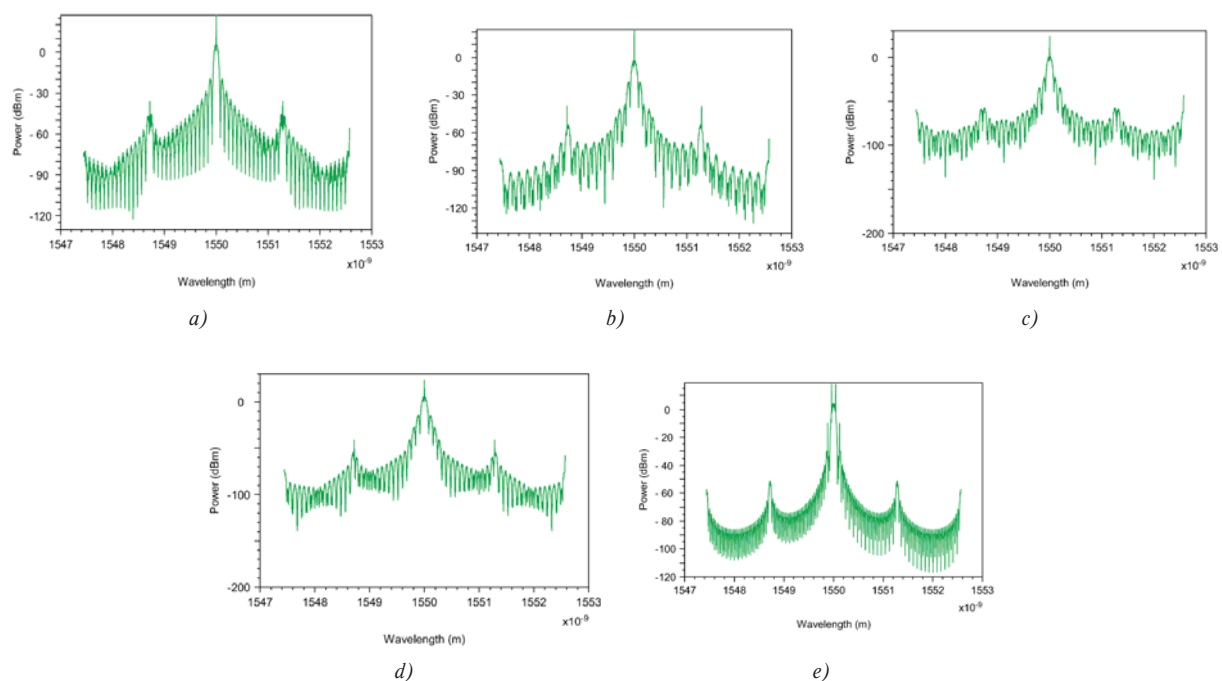 0
- 30
- 60
-90
-120
Power (dBm)
1547 1548 1549 1550 1551 1552 1553
x10-9
Wavelength (m)
a)
0
- 30
- 60
-90
-120
Power (dBm)
1547 1548 1549 1550 1551 1552 1553
x10-9
Wavelength (m)
b)
0
-100
-200
Power (dBm)
1547 1548 1549 1550 1551 1552 1553
x10-9
Wavelength (m)
c)
0
-100
-200
Power (dBm)
1547 1548 1549 1550 1551 1552 1553
x10-9
Wavelength (m)
d)
0
- 20
- 40
- 60
- 80
- 100
- 120
Power (dBm)
1547 1548 1549 1550 1551 1552 1553
x10-9
Wavelength (m)
e)